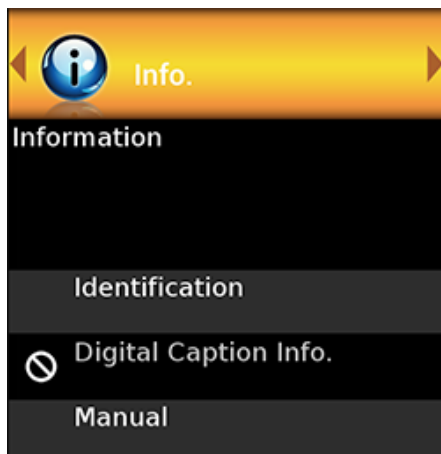 Info.
Information
Identification
Digital Caption Info.
Manual